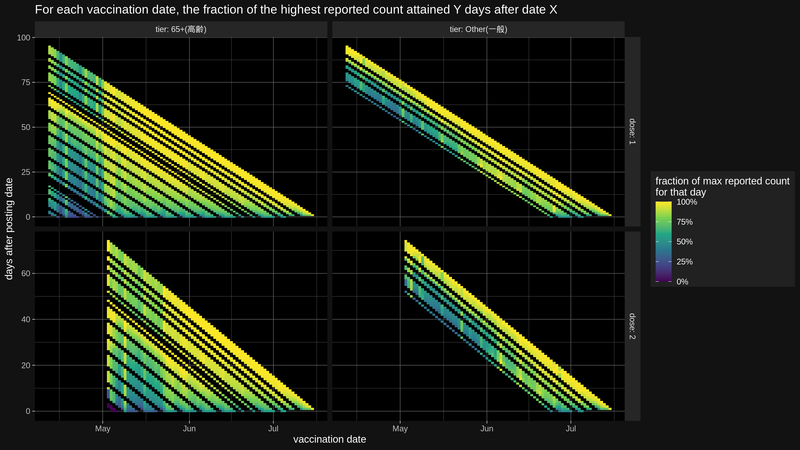 For each vaccination date, the fraction of the highest reported count attained Y days after date X
tier: 65+(高齢)
tier: Other(一般)
100
75
50
25
0
dose: 1
60
40
20
0
dose: 2
days after posting date
May
Jun
Jul
May
Jun
Jul
vaccination date
fraction of max reported count
for that day
100%
75%
50%
25%
0%